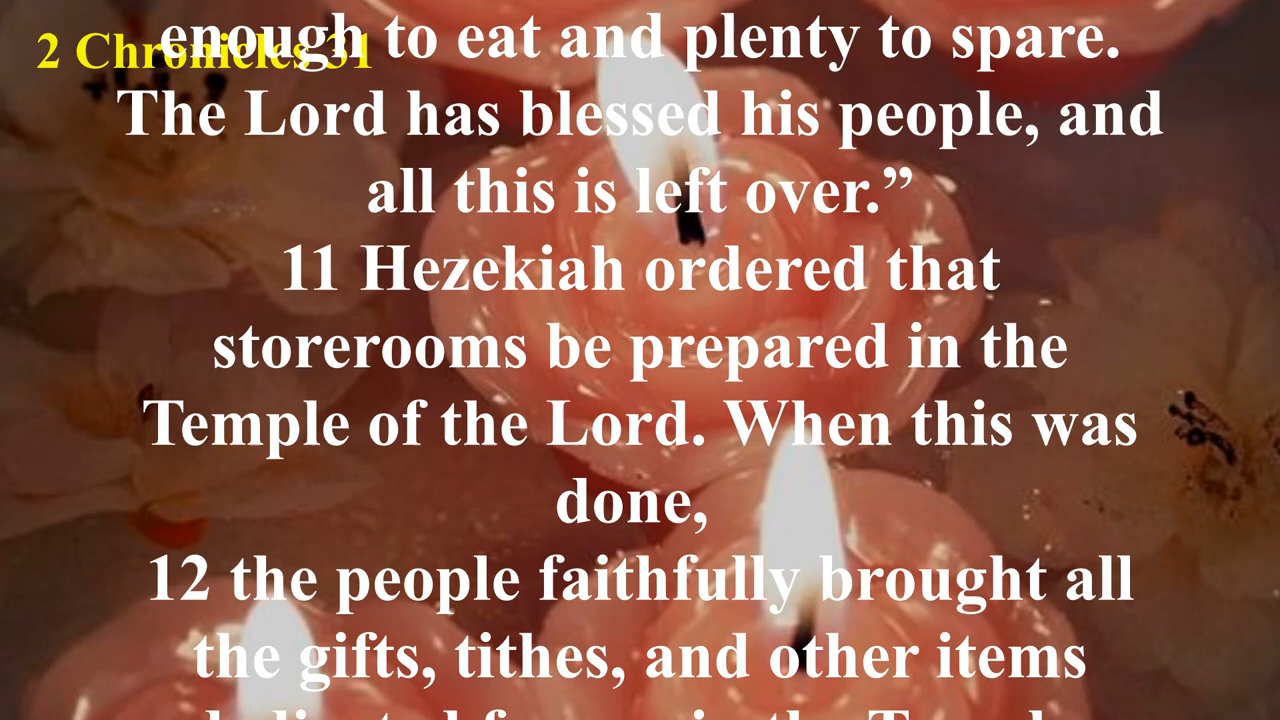 2 Chronicles 31
enough to eat and plenty to spare.
The Lord has blessed his people, and
all this is left over.”
11 Hezekiah ordered that
storerooms be prepared in the
Temple of the Lord. When this was
done,
12 the people faithfully brought all
the gifts, tithes, and other items